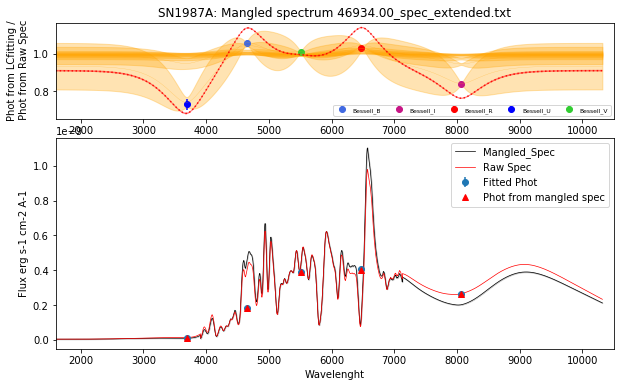 SN1987A: Mangled spectrum 46934.00_spec_extended.txt
Phot from LCfitting /
Phot from Raw Spec
1.0
0.8
Bessell_B
Bessell_I
Bessell_R
Bessell_U
Bessell_V
2000 3000 4000 5000 6000 7000 8000 9000 10000
Flux erg s-1 cm-2 A-1
1.0
0.8
0.6
0.4
0.2
0.0
Mangled_Spec
Raw Spec
Fitted Phot
Phot from mangled spec
2000 3000 4000 5000 6000 7000 8000 9000 10000
Wavelenght